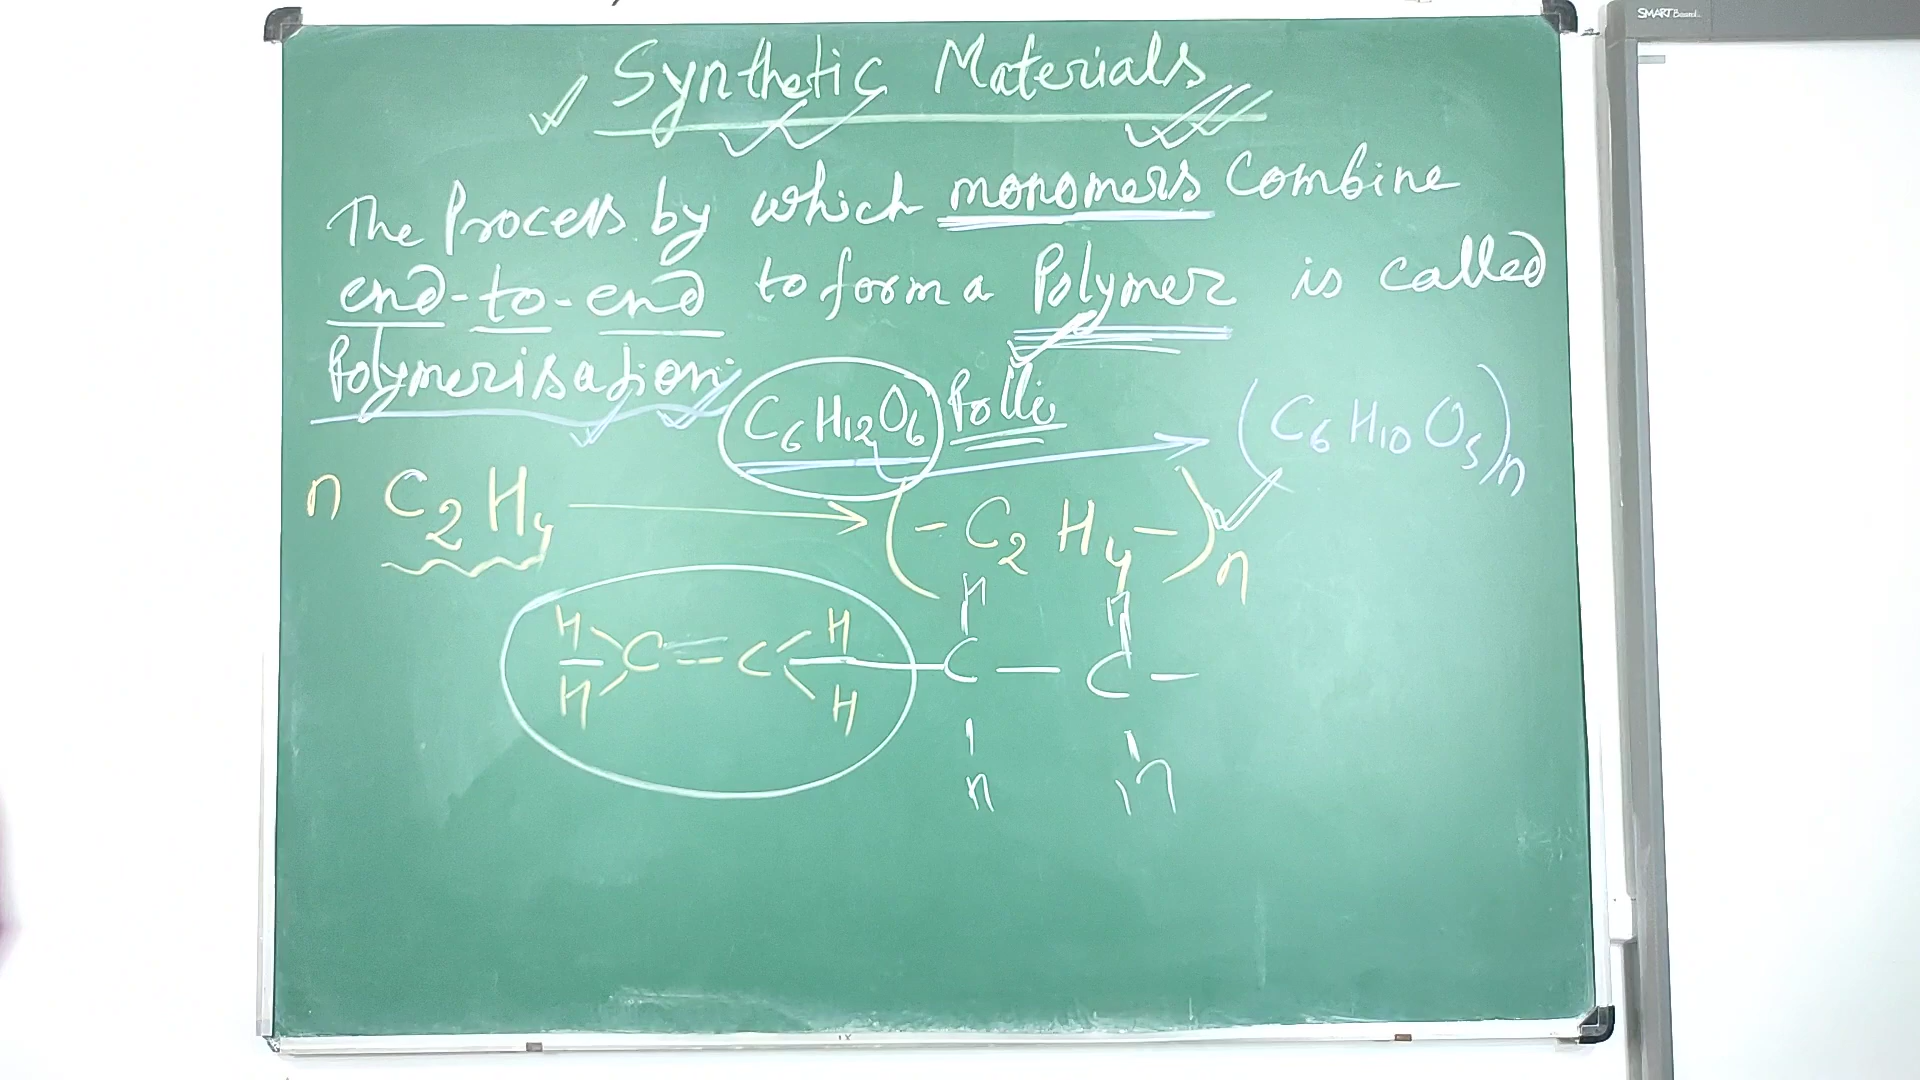 SMART Board
Synthetic Materials
The Process by which monomers combine
end-to-end to form a Polymer is called
Polymerisation
C6H12O6 (C6H10O5)n
n C2H4 → (-C2H4-)n
H H H H
C=C C-C-
H H n H